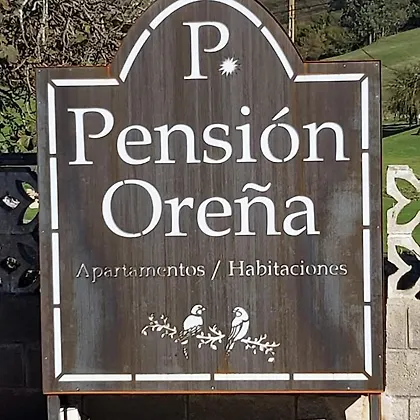 P.
Pensión
Oreña
Apartamentos / Habitaciones